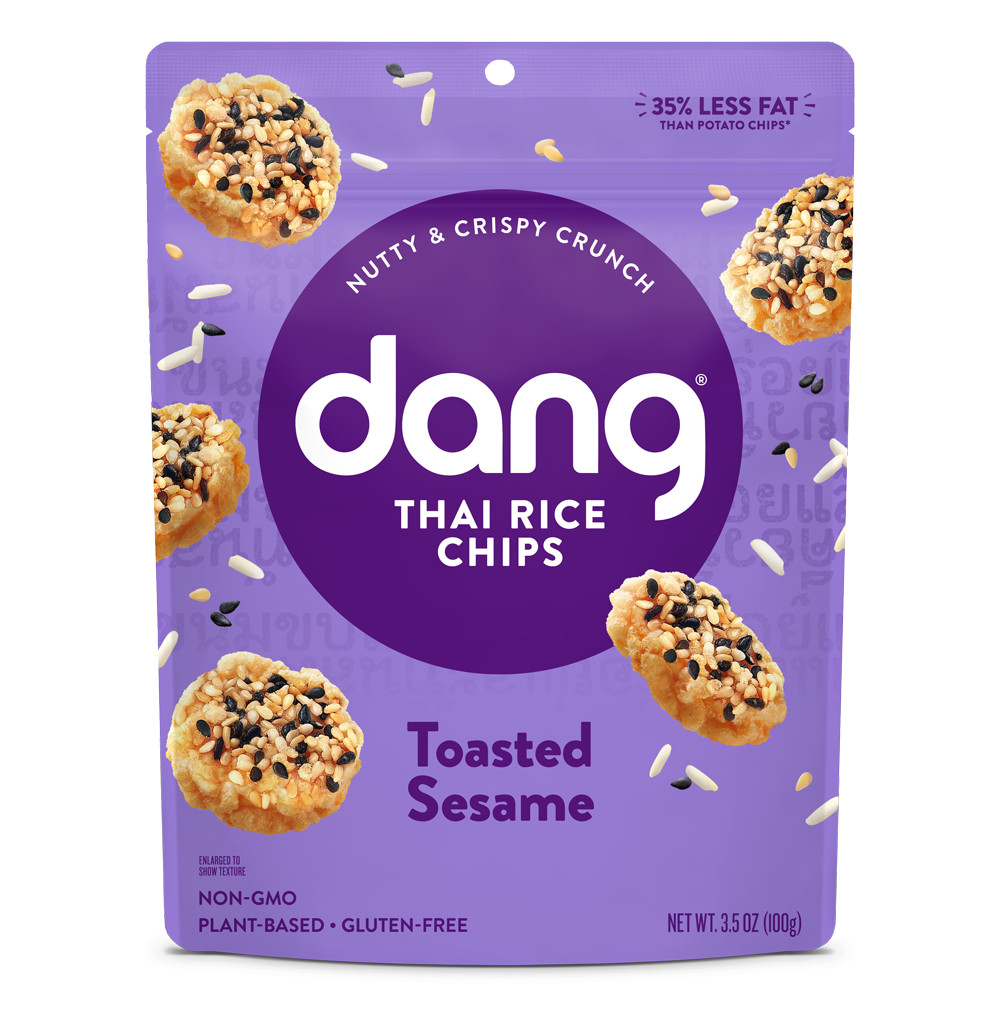 35% LESS FAT
THAN POTATO CHIPS*
NUTTY & CRISPY CRUNCH
dang®
THAI RICE
CHIPS
Toasted
Sesame
ENLARGED TO
SHOW TEXTURE
NON-GMO
PLANT-BASED • GLUTEN-FREE
NET WT. 3.5 OZ (100g)